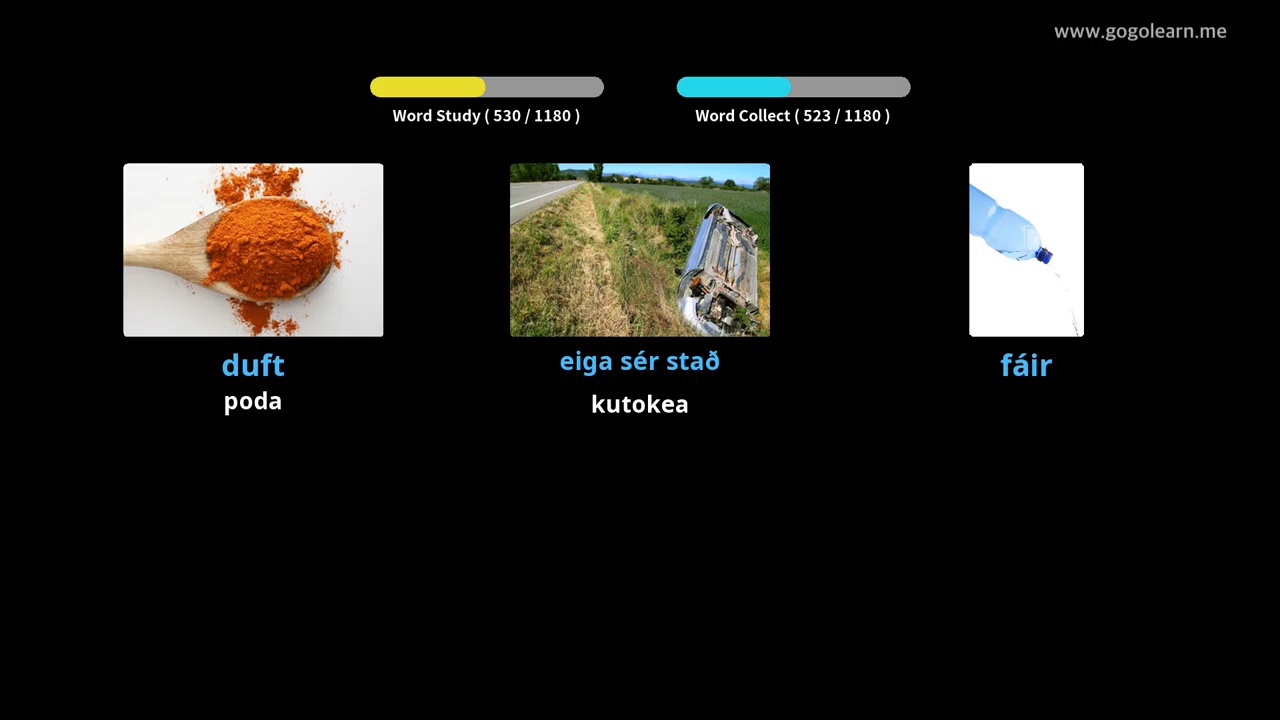 www.gogolearn.me
Word Study ( 530 / 1180 )
Word Collect ( 523 / 1180 )
duft
poda
eiga sér stað
kutokea
fáir